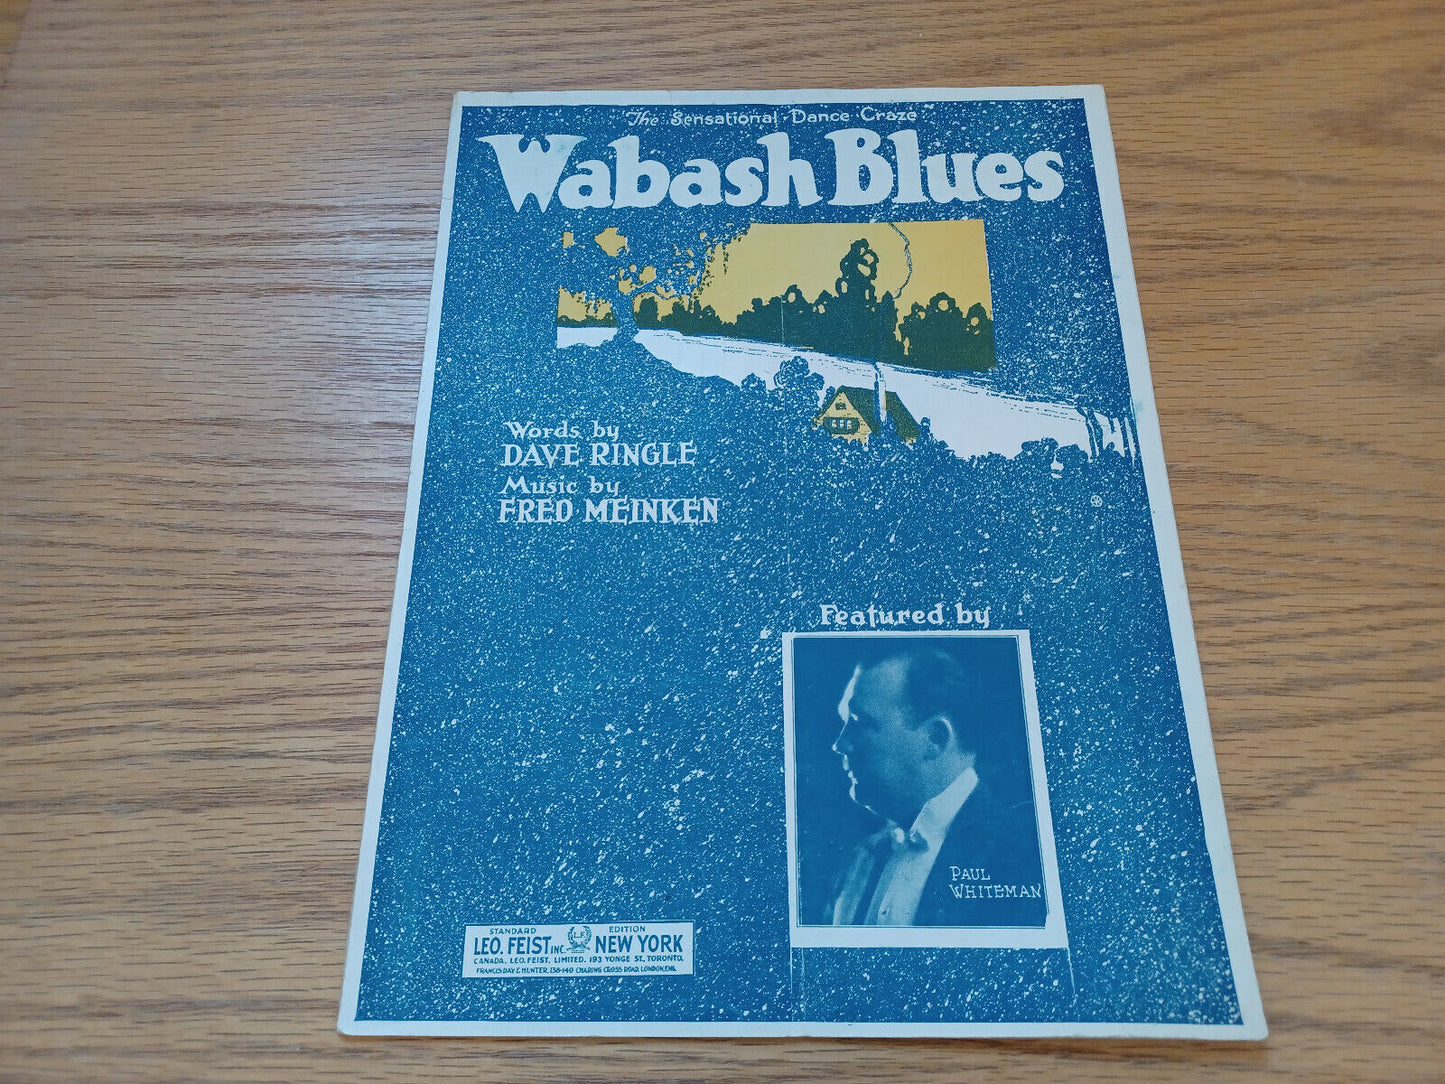 The Sensational Dance Craze
Wabash Blues
Words by
DAVE RINGLE
Music by
FRED MEINKEN
Featured by
PAUL
WHITEMAN
STANDARD L.F. EDITION
LEO. FEIST INC. NEW YORK
CANADA, LEO. FEIST, LIMITED, 193 YONGE ST., TORONTO.
FRANCIS, DAY & HUNTER, 138-140 CHARING CROSS ROAD, LONDON, ENG.